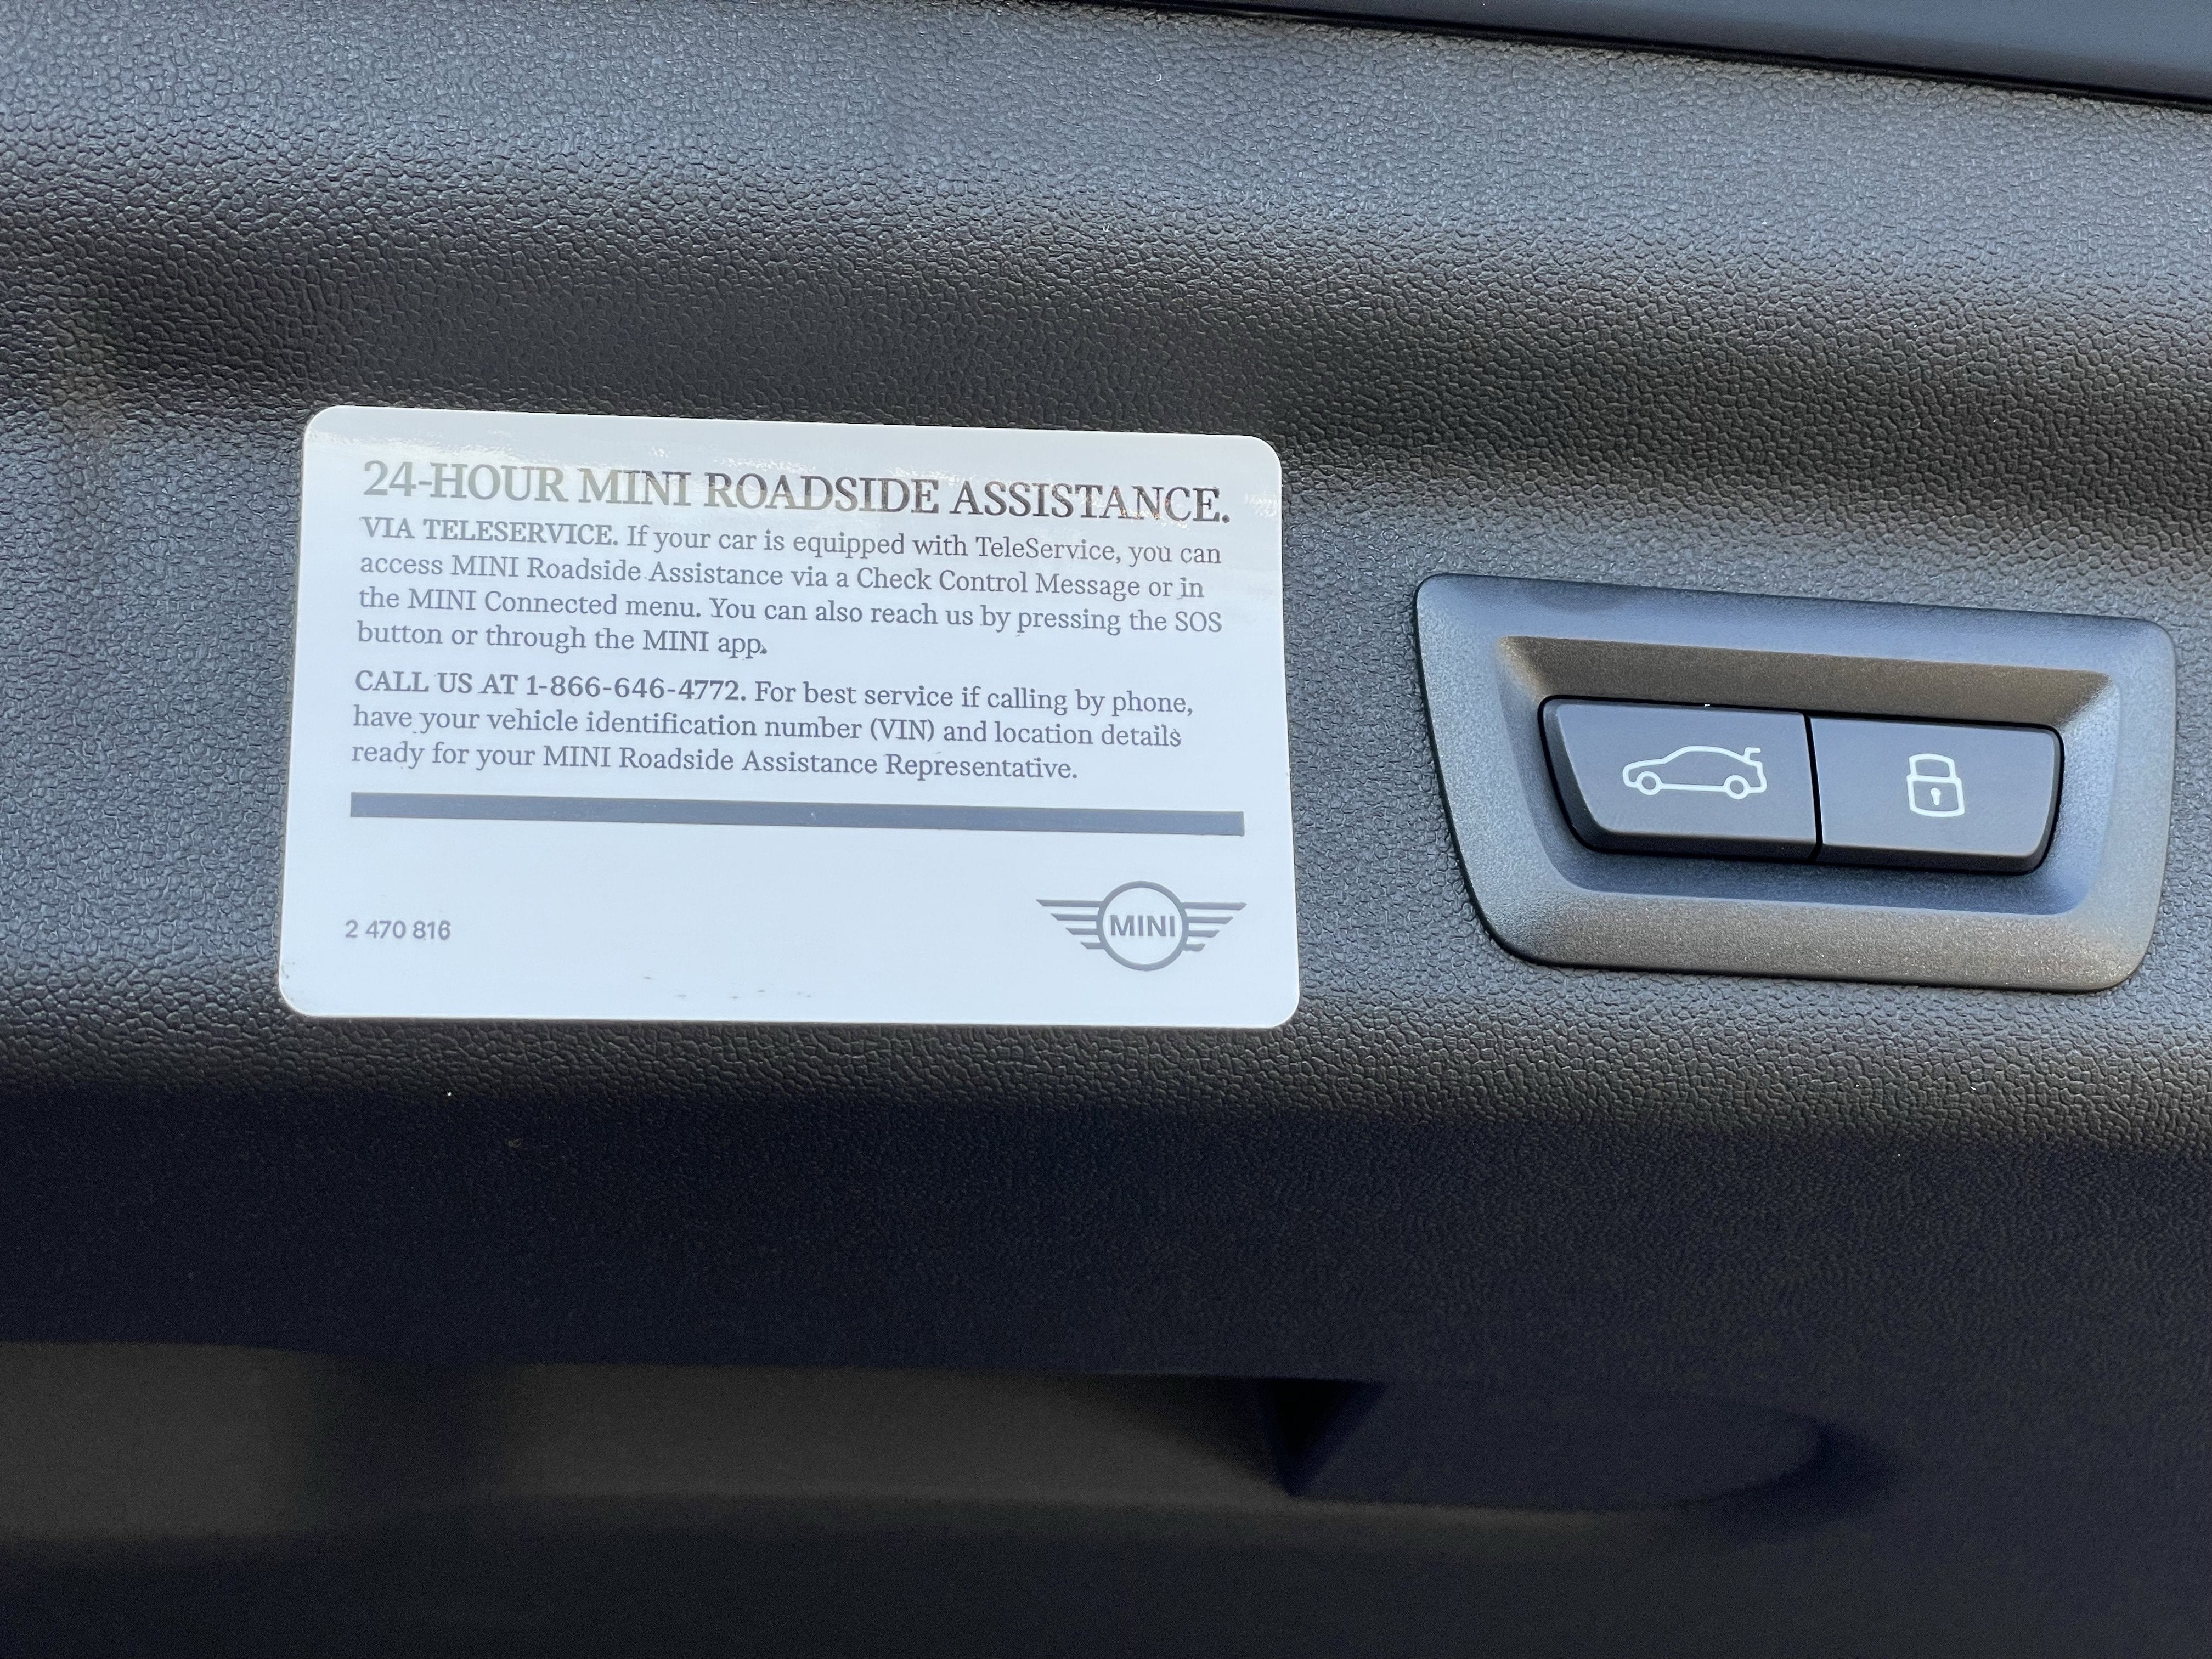 24-HOUR MINI ROADSIDE ASSISTANCE.
VIA TELESERVICE. If your car is equipped with TeleService, you can
access MINI Roadside Assistance via a Check Control Message or in
the MINI Connected menu. You can also reach us by pressing the SOS
button or through the MINI app.
CALL US AT 1-866-646-4772. For best service if calling by phone,
have your vehicle identification number (VIN) and location details
ready for your MINI Roadside Assistance Representative.
2 470 816
MINI